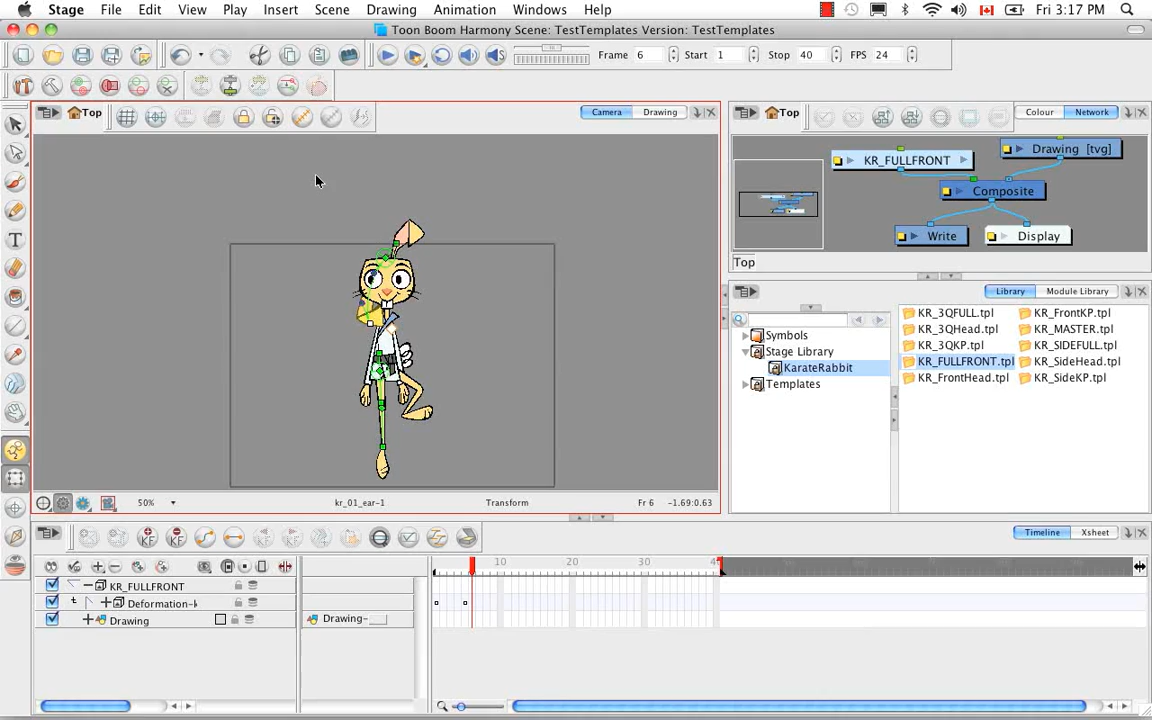 Stage File Edit View Play Insert Scene Drawing Animation Windows Help Fri 3:17 PM
Toon Boom Harmony Scene: TestTemplates Version: TestTemplates
Frame 6 Start 1 Stop 40 FPS 24
Top Camera Drawing
Top Colour Network
KR_FULLFRONT Drawing [tvg]
Composite
Write Display
Top
Library Module Library
Symbols
Stage Library
KarateRabbit
Templates
KR_3QFULL.tpl KR_FrontKP.tpl
KR_3QHead.tpl KR_MASTER.tpl
KR_3QKP.tpl KR_SIDEFULL.tpl
KR_FULLFRONT.tpl KR_SideHead.tpl
KR_FrontHead.tpl KR_SideKP.tpl
50% kr_01_ear-1 Transform Fr 6 -1.69:0.63
Timeline Xsheet
10 20 30 4
KR_FULLFRONT
Deformation-k
Drawing Drawing-